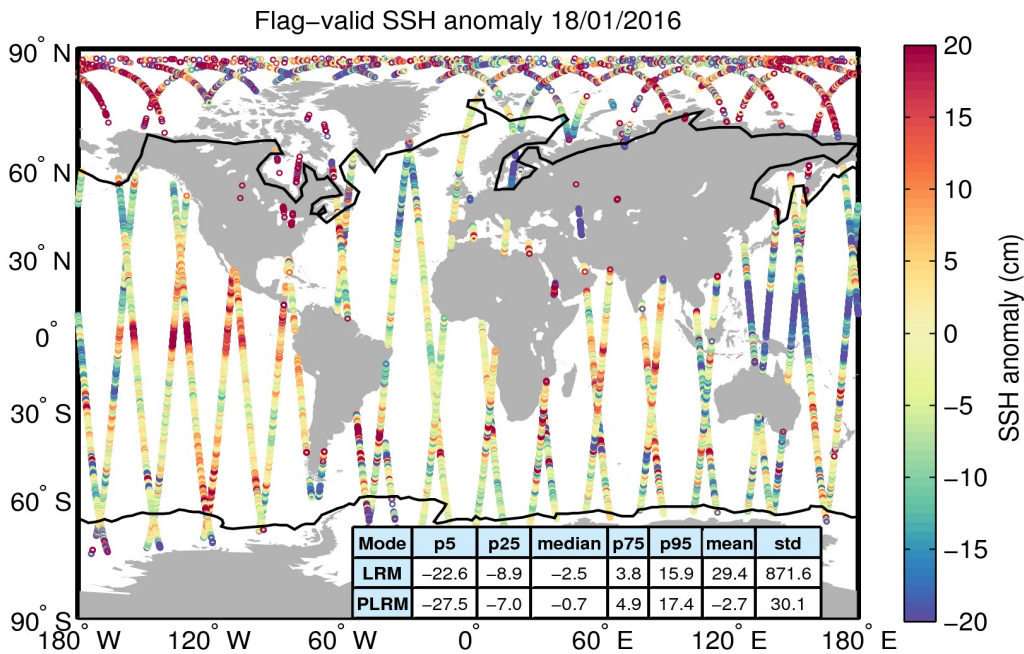 Flag−valid SSH anomaly 18/01/2016
90° N
60° N
30° N
0°
30° S
60° S
90° S
180° W
120° W
60° W
0°
60° E
120° E
180° E
Mode p5 p25 median p75 p95 mean std
LRM −22.6 −8.9 −2.5 3.8 15.9 29.4 871.6
PLRM −27.5 −7.0 −0.7 4.9 17.4 −2.7 30.1
20
15
10
5
0
−5
−10
−15
−20
SSH anomaly (cm)